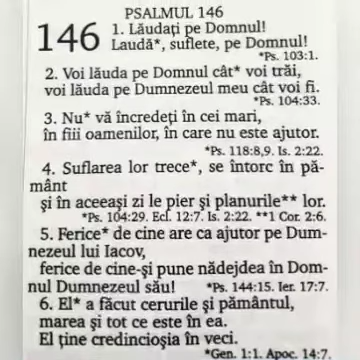 PSALMUL 146
146 1. Lăudați pe Domnul!
Laudă*, suflete, pe Domnul!
*Ps. 103:1.
2. Voi lăuda pe Domnul cât* voi trăi,
voi lăuda pe Dumnezeul meu cât voi fi.
*Ps. 104:33.
3. Nu* vă încredeți în cei mari,
în fiii oamenilor, în care nu este ajutor.
*Ps. 118:8,9. Is. 2:22.
4. Suflarea lor trece*, se întorc în pă-
mânt
și în aceeași zi le pier și planurile** lor.
*Ps. 104:29. Ecl. 12:7. Is. 2:22. **1 Cor. 2:6.
5. Ferice* de cine are ca ajutor pe Dum-
nezeul lui Iacov,
ferice de cine-și pune nădejdea în Dom-
nul Dumnezeul său! *Ps. 144:15. Ier. 17:7.
6. El* a făcut cerurile și pământul,
marea și tot ce este în ea.
El ține credincioșia în veci.
*Gen. 1:1. Apoc. 14:7.